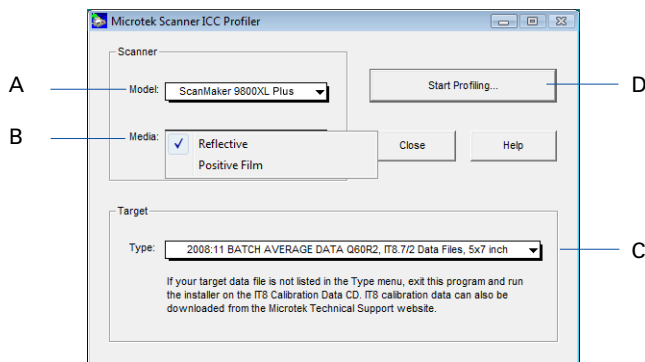 Microtek Scanner ICC Profiler
Scanner
A
Model:
ScanMaker 9800XL Plus
Start Profiling...
D
B
Media:
Reflective
Positive Film
Close
Help
Target
Type:
2008:11 BATCH AVERAGE DATA Q60R2, IT8.7/2 Data Files, 5x7 inch
C
If your target data file is not listed in the Type menu, exit this program and run
the installer on the IT8 Calibration Data CD. IT8 calibration data can also be
downloaded from the Microtek Technical Support website.